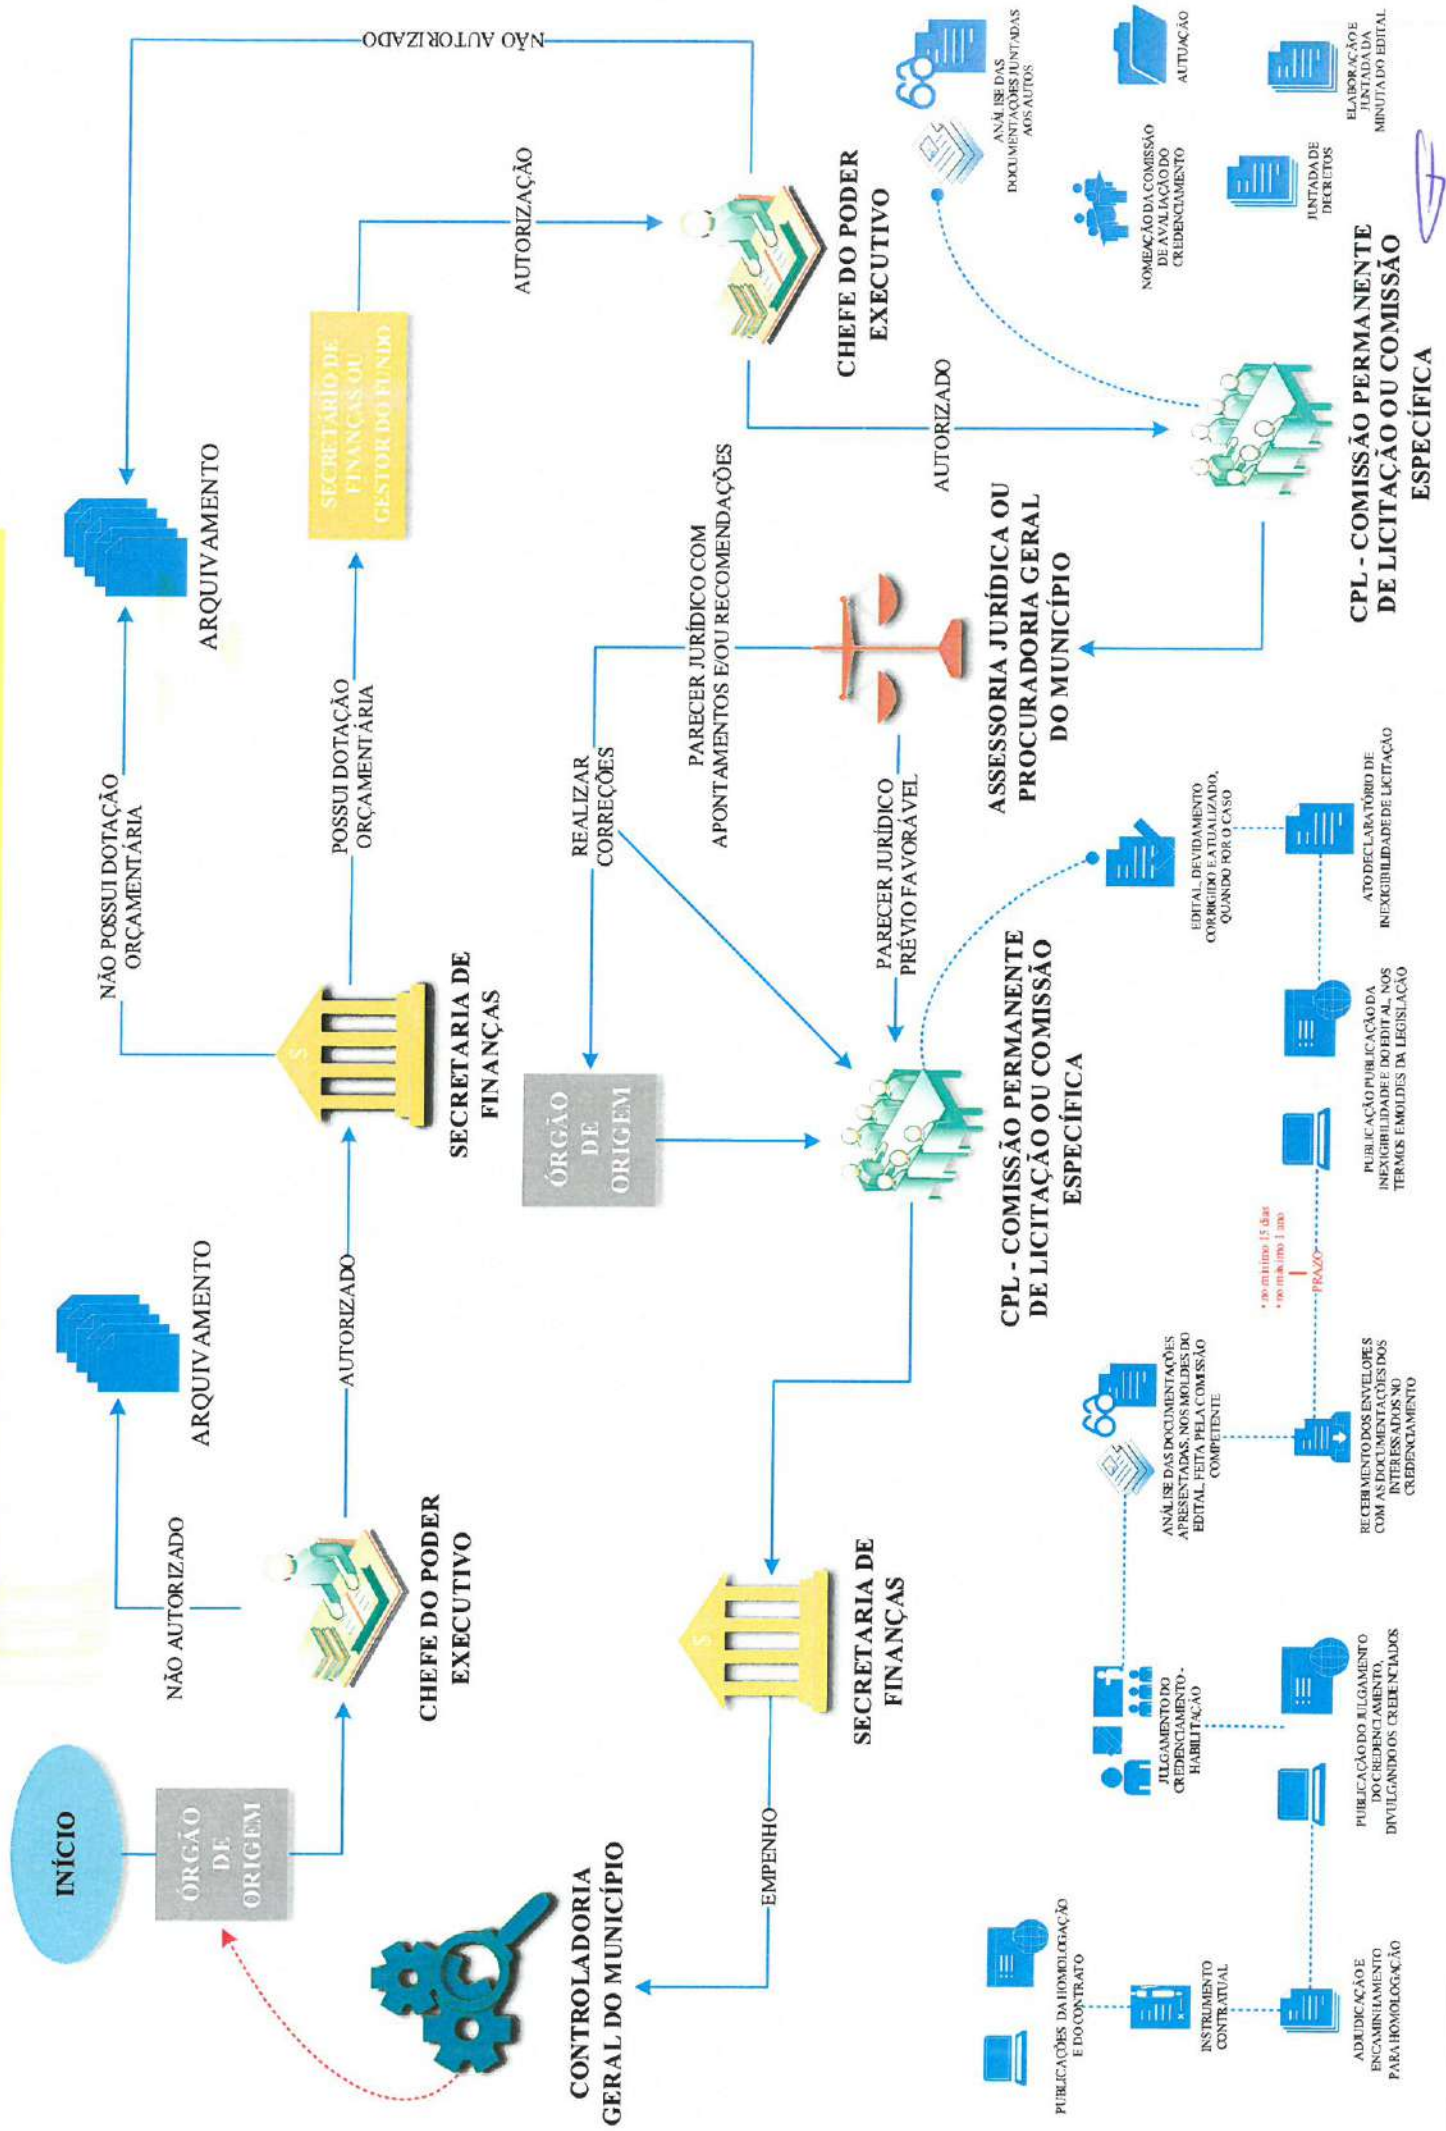 INÍCIO
ÓRGÃO
DE
ORIGEM
NÃO AUTORIZADO
ARQUIVAMENTO
CHEFE DO PODER
EXECUTIVO
AUTORIZADO
SECRETARIA DE
FINANÇAS
NÃO POSSUI DOTAÇÃO
ORÇAMENTÁRIA
ARQUIVAMENTO
POSSUI DOTAÇÃO
ORÇAMENTÁRIA
SECRETÁRIO DE
FINANÇAS OU
GESTOR DO FUNDO
AUTORIZAÇÃO
NÃO AUTORIZADO
CHEFE DO PODER
EXECUTIVO
AUTORIZADO
CPL - COMISSÃO PERMANENTE
DE LICITAÇÃO OU COMISSÃO
ESPECÍFICA
ANÁLISE DAS
DOCUMENTAÇÕES JUNTADAS
AOS AUTOS
AUTUAÇÃO
NOMEAÇÃO DA COMISSÃO
DE AVALIAÇÃO DO
CREDENCIAMENTO
JUNTADA DE
DECRETOS
ELABORAÇÃO E
JUNTADA DA
MINUTA DO EDITAL
ASSESSORIA JURÍDICA OU
PROCURADORIA GERAL
DO MUNICÍPIO
PARECER JURÍDICO COM
APONTAMENTOS E/OU RECOMENDAÇÕES
REALIZAR
CORREÇÕES
ÓRGÃO
DE
ORIGEM
PARECER JURÍDICO
PRÉVIO FAVORÁVEL
CPL - COMISSÃO PERMANENTE
DE LICITAÇÃO OU COMISSÃO
ESPECÍFICA
EDITAL, DEVIDAMENTO
CORRIGIDO E ATUALIZADO,
QUANDO FOR O CASO
ATO DECLARATÓRIO DE
INEXIGIBILIDADE DE LICITAÇÃO
PUBLICAÇÃO PUBLICAÇÃO DA
INEXIGIBILIDADE E DO EDITAL, NOS
TERMOS E MOLDES DA LEGISLAÇÃO
* no mínimo 15 dias
* no máximo 1 ano
PRAZO
RECEBIMENTO DOS ENVELOPES
COM AS DOCUMENTAÇÕES DOS
INTERESSADOS NO
CREDENCIAMENTO
ANÁLISE DAS DOCUMENTAÇÕES
APRESENTADAS, NOS MOLDES DO
EDITAL, FEITA PELA COMISSÃO
COMPETENTE
JULGAMENTO DO
CREDENCIAMENTO -
HABILITAÇÃO
PUBLICAÇÃO DO JULGAMENTO
DO CREDENCIAMENTO,
DIVULGANDO OS CREDENCIADOS
ADJUDICAÇÃO E
ENCAMINHAMENTO
PARA HOMOLOGAÇÃO
INSTRUMENTO
CONTRATUAL
PUBLICAÇÕES DA HOMOLOGAÇÃO
E DO CONTRATO
SECRETARIA DE
FINANÇAS
EMPENHO
CONTROLADORIA
GERAL DO MUNICÍPIO